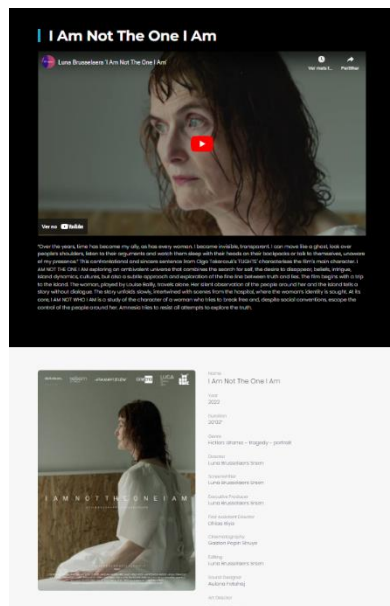 I Am Not The One I Am
Luna Brusselaers 'I Am Not The One I Am'
Ver mais t... Partilhar
Ver no YouTube
"Over the years, time has become my ally, as has every woman. I become invisible, transparent. I can move like a ghost, look over
people's shoulders, listen to their arguments and watch them sleep with their heads on their backpacks or talk to themselves, unaware
of my presence." This confrontational and sincere sentence from Olga Tokarczuk's 'FLIGHTS' characterises the film's main character. I
AM NOT THE ONE I AM exploring an ambivalent universe that combines the search for self, the desire to disappear, beliefs, intrigue,
island dynamics, cultures, but also a subtle approach and exploration of the fine line between truth and lies. The film begins with a trip
to the island. The woman, played by Louise Bailly, travels alone. Her silent observation of the people around her and the island tells a
story without dialogue. The story unfolds slowly, intertwined with scenes from the hospital, where the woman's identity is sought. At its
core, I AM NOT WHO I AM is a study of the character of a woman who tries to break free and, despite social conventions, escape the
control of the people around her. Amnesia tries to resist all attempts to explore the truth.
I AM NOT THE ONE I AM
Name
I Am Not The One I Am
Year
2022
Duration
Genre
Fiction: drama - tragedy - portrait
Director
Luna Brusselaers
Screenwriter
Luna Brusselaers
Executive Producer
Luna Brusselaers
First Assistant Director
Cinematography
Editing
Luna Brusselaers
Sound Designer
Art Director